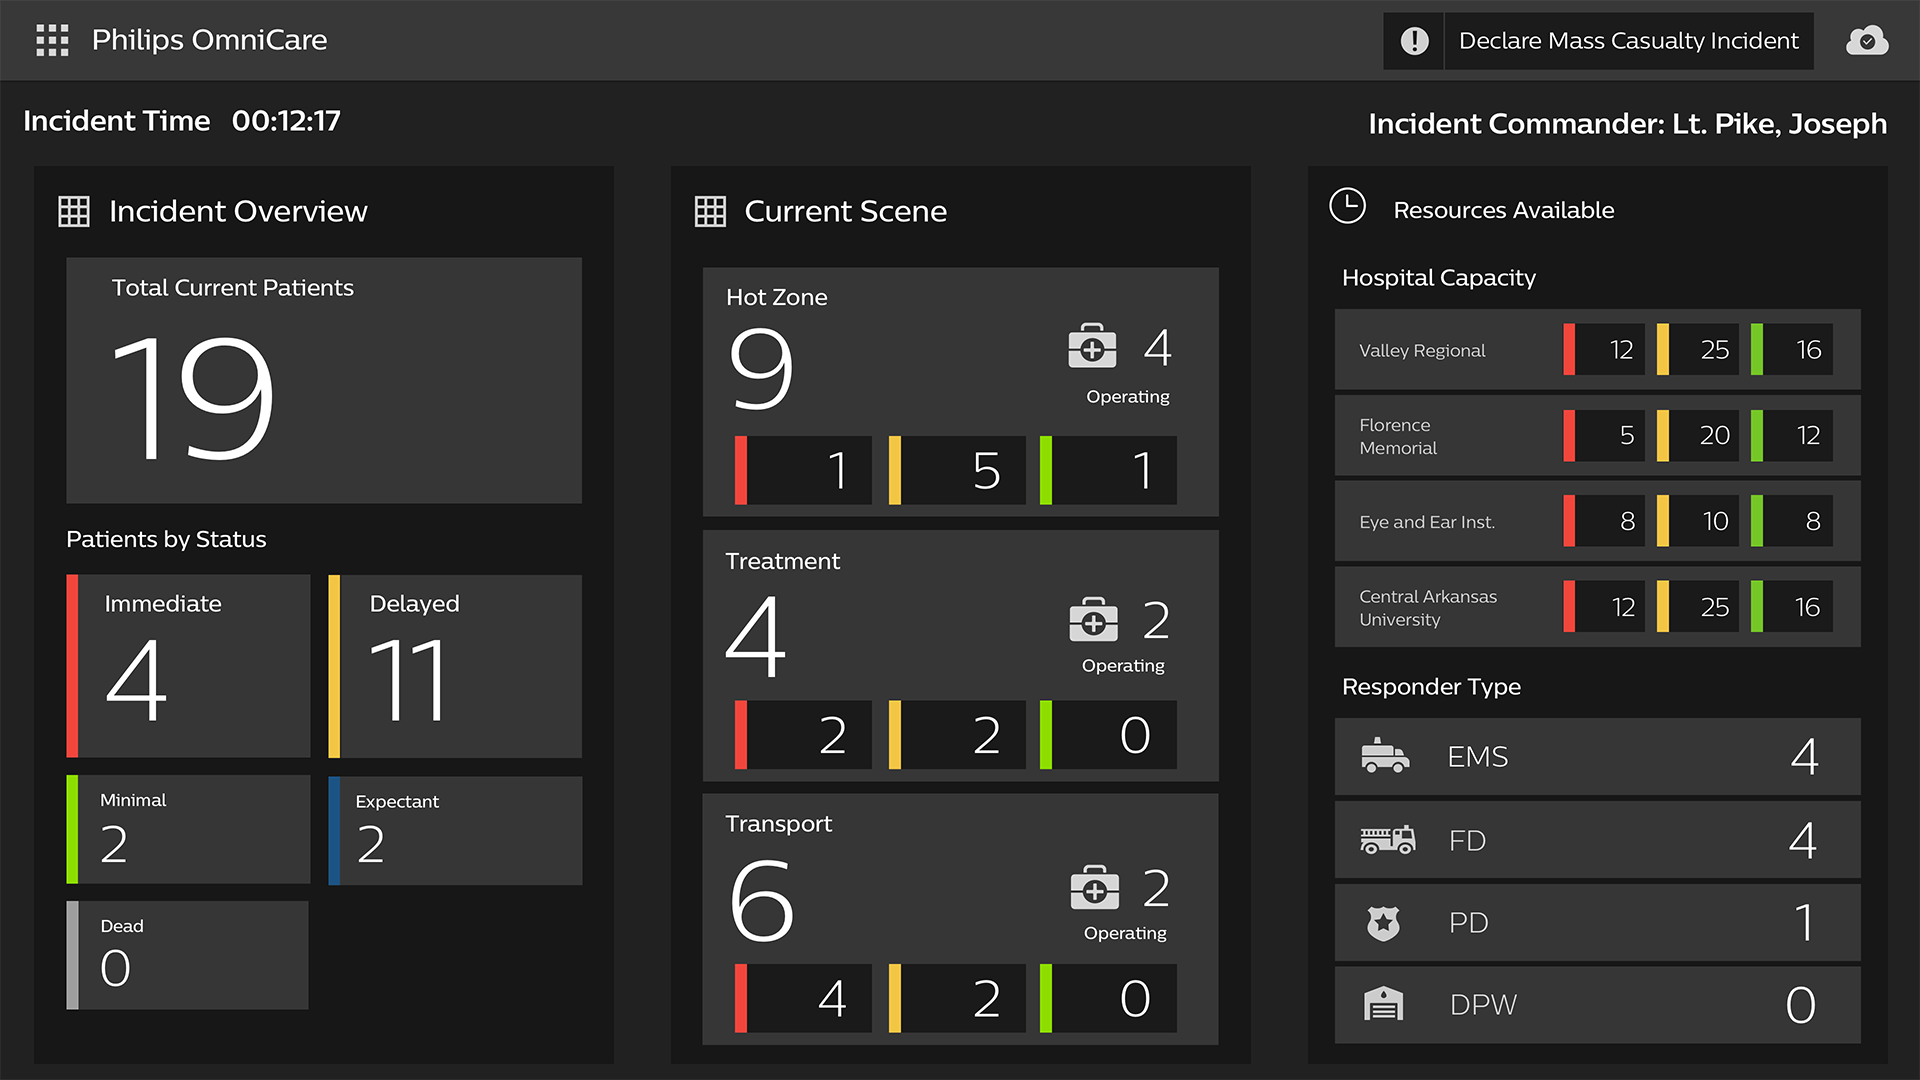 Philips OmniCare
Declare Mass Casualty Incident
Incident Time 00:12:17
Incident Commander: Lt. Pike, Joseph
Incident Overview
Total Current Patients
19
Patients by Status
Immediate
4
Delayed
11
Minimal
2
Expectant
2
Dead
0
Current Scene
Hot Zone
9
4
Operating
1 5 1
Treatment
4
2
Operating
2 2 0
Transport
6
2
Operating
4 2 0
Resources Available
Hospital Capacity
Valley Regional 12 25 16
Florence
Memorial
5 20 12
Eye and Ear Inst. 8 10 8
Central Arkansas
University
12 25 16
Responder Type
EMS 4
FD 4
PD 1
DPW 0